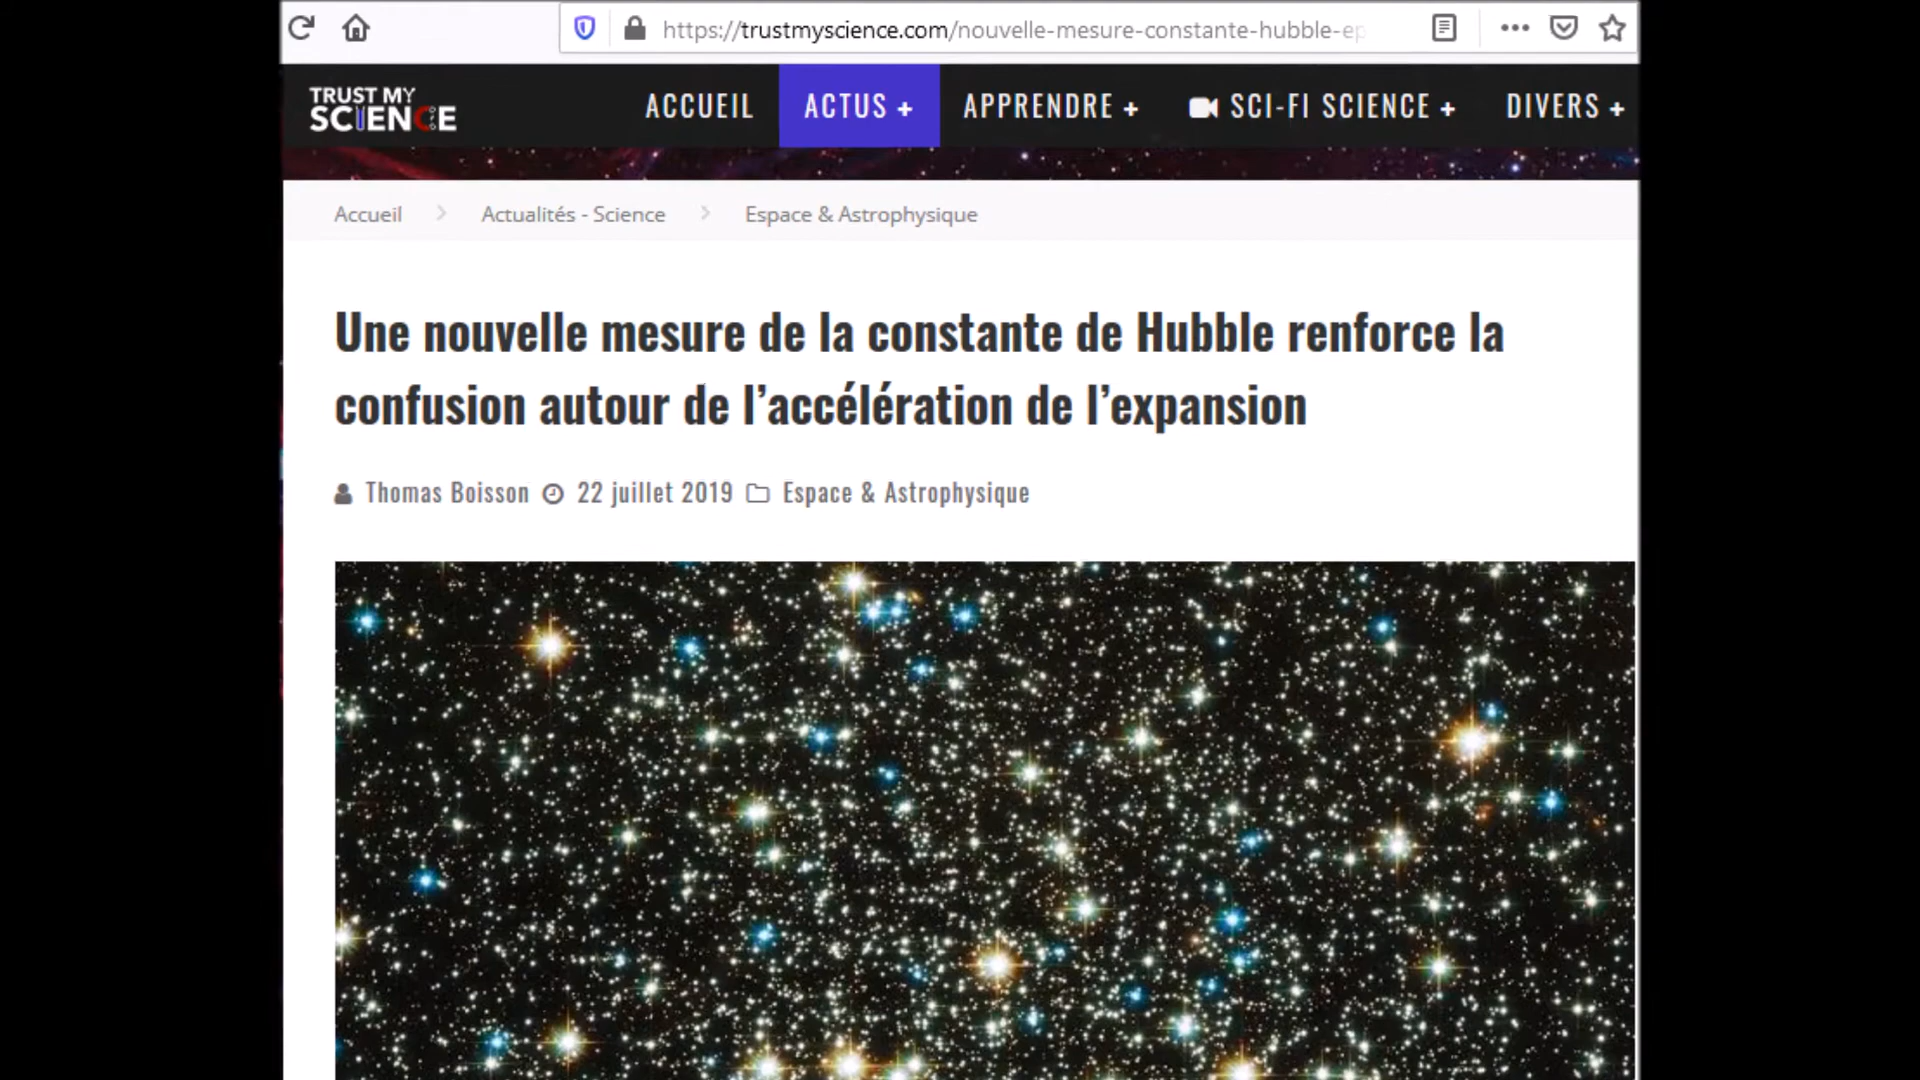 https://trustmyscience.com/nouvelle-mesure-constante-hubble-ep
TRUST MY
SCIENCE
ACCUEIL
ACTUS +
APPRENDRE +
SCI-FI SCIENCE +
DIVERS +
Accueil > Actualités - Science > Espace & Astrophysique
Une nouvelle mesure de la constante de Hubble renforce la
confusion autour de l’accélération de l’expansion
Thomas Boisson 22 juillet 2019 Espace & Astrophysique